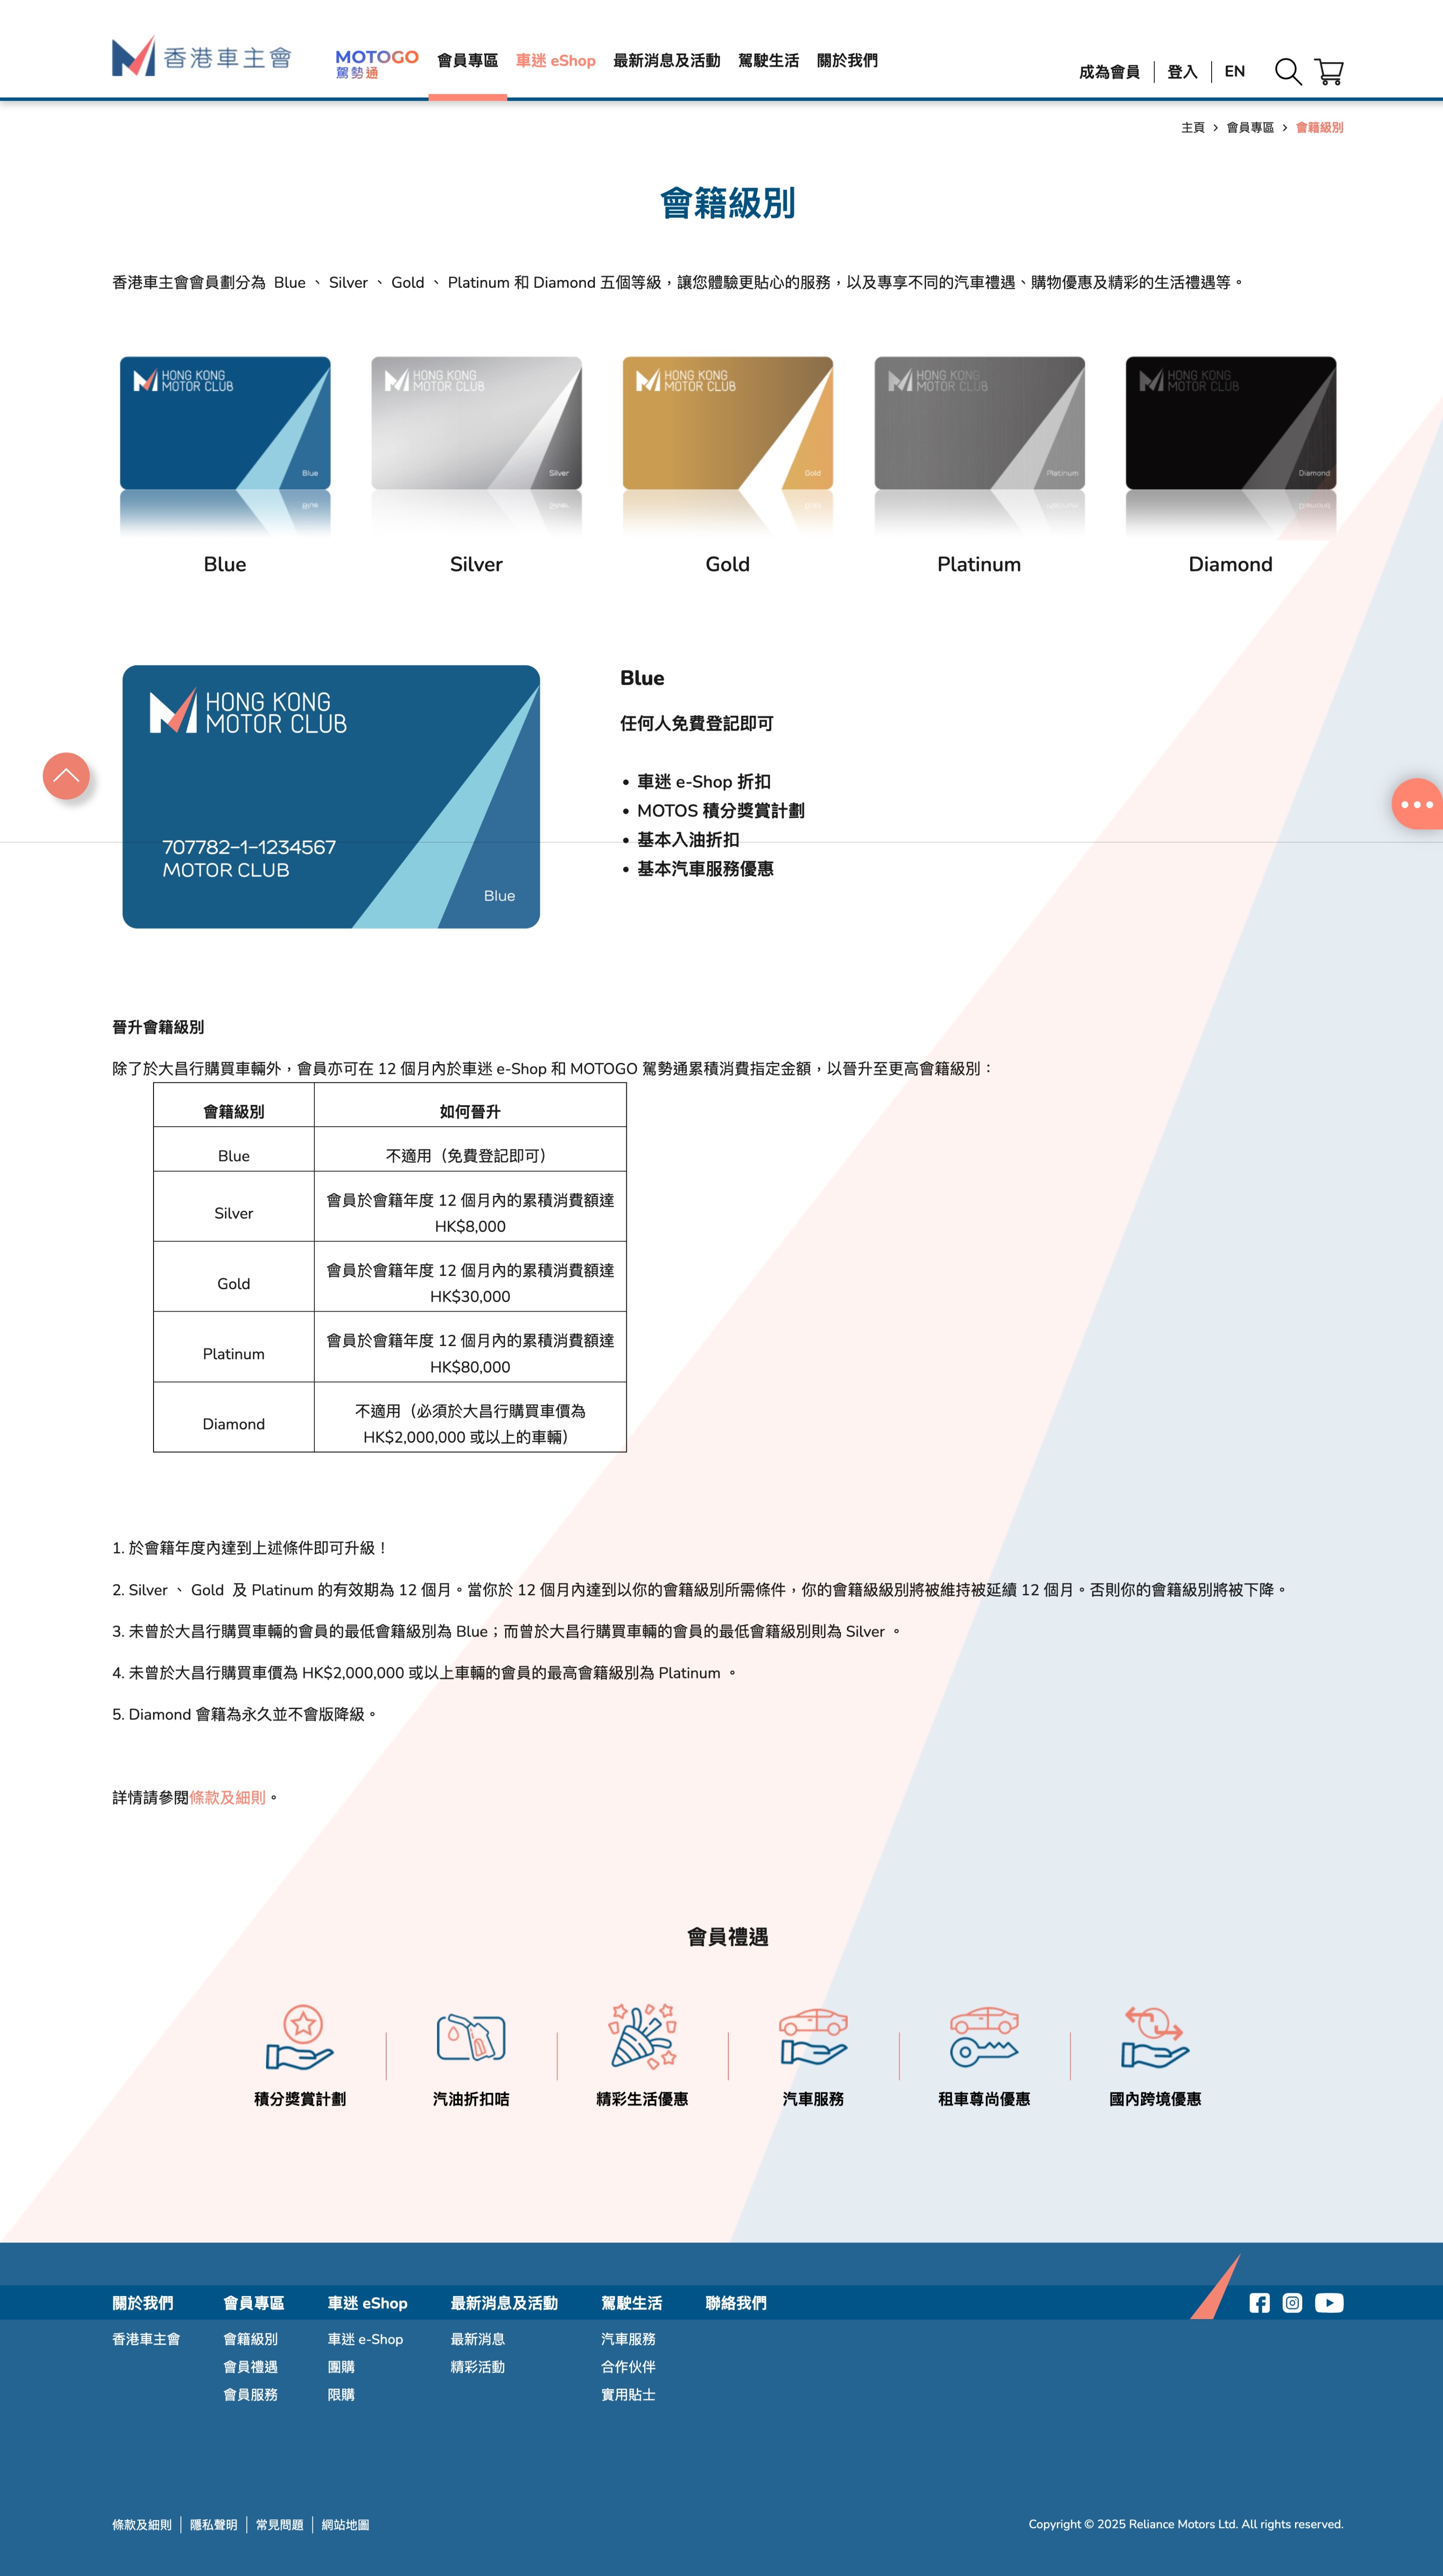 香港車主會
MOTOGO
駕勢通
會員專區
車迷 eShop
最新消息及活動
駕駛生活
關於我們
成為會員
登入
EN
主頁 > 會員專區 > 會籍級別
會籍級別
香港車主會會員劃分為 Blue 、 Silver 、 Gold 、 Platinum 和 Diamond 五個等級，讓您體驗更貼心的服務，以及專享不同的汽車禮遇、購物優惠及精彩的生活禮遇等。
HONG KONG
MOTOR CLUB
Blue
HONG KONG
MOTOR CLUB
Silver
HONG KONG
MOTOR CLUB
Gold
HONG KONG
MOTOR CLUB
Platinum
HONG KONG
MOTOR CLUB
Diamond
Blue
Silver
Gold
Platinum
Diamond
HONG KONG
MOTOR CLUB
707782-1-1234567
MOTOR CLUB
Blue
Blue
任何人免費登記即可
• 車迷 e-Shop 折扣
• MOTOS 積分獎賞計劃
• 基本入油折扣
• 基本汽車服務優惠
晉升會籍級別
除了於大昌行購買車輛外，會員亦可在 12 個月內於車迷 e-Shop 和 MOTOGO 駕勢通累積消費指定金額，以晉升至更高會籍級別：
會籍級別 如何晉升
Blue 不適用（免費登記即可）
Silver 會員於會籍年度 12 個月內的累積消費額達
HK$8,000
Gold 會員於會籍年度 12 個月內的累積消費額達
HK$30,000
Platinum 會員於會籍年度 12 個月內的累積消費額達
HK$80,000
Diamond 不適用（必須於大昌行購買車價為
HK$2,000,000 或以上的車輛）
1. 於會籍年度內達到上述條件即可升級！
2. Silver 、 Gold 及 Platinum 的有效期為 12 個月。當你於 12 個月內達到以你的會籍級別所需條件，你的會籍級級別將被維持被延續 12 個月。否則你的會籍級別將被下降。
3. 未曾於大昌行購買車輛的會員的最低會籍級別為 Blue；而曾於大昌行購買車輛的會員的最低會籍級別則為 Silver 。
4. 未曾於大昌行購買車價為 HK$2,000,000 或以上車輛的會員的最高會籍級別為 Platinum 。
5. Diamond 會籍為永久並不會版降級。
詳情請參閱條款及細則。
會員禮遇
積分獎賞計劃
汽油折扣咭
精彩生活優惠
汽車服務
租車尊尚優惠
國內跨境優惠
關於我們
香港車主會
會員專區
會籍級別
會員禮遇
會員服務
車迷 eShop
車迷 e-Shop
團購
限購
最新消息及活動
最新消息
精彩活動
駕駛生活
汽車服務
合作伙伴
實用貼士
聯絡我們
條款及細則
隱私聲明
常見問題
網站地圖
Copyright © 2025 Reliance Motors Ltd. All rights reserved.